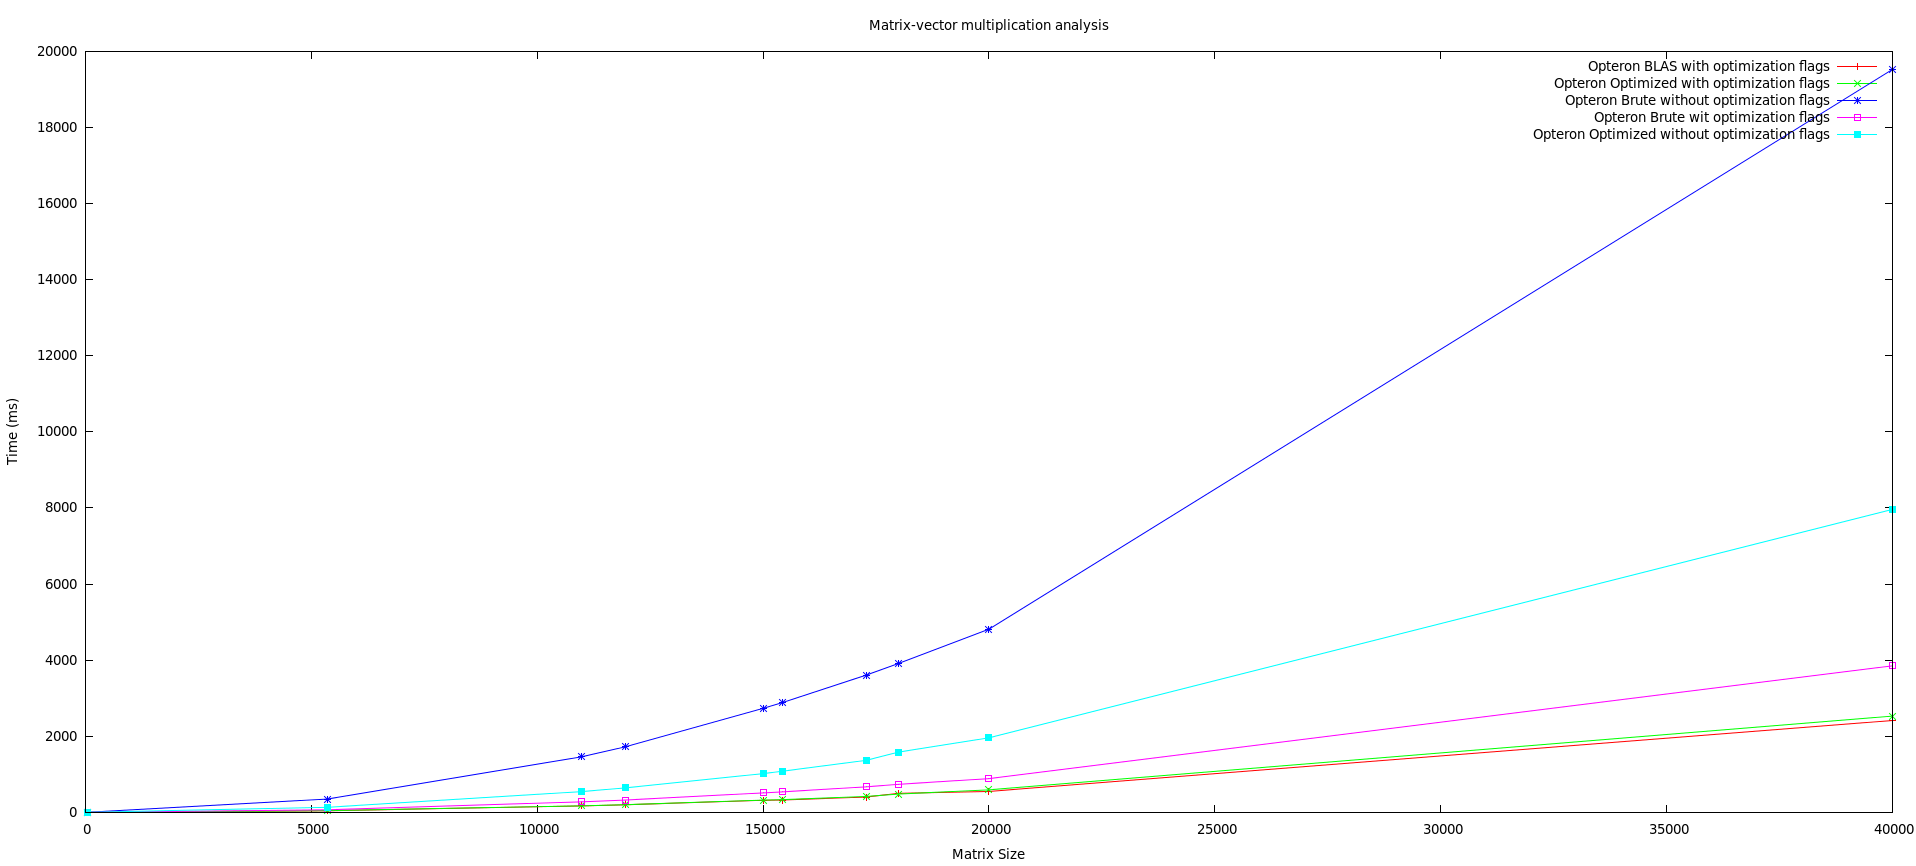 Matrix-vector multiplication analysis
20000
18000
16000
14000
12000
10000
8000
6000
4000
2000
0
Time (ms)
Opteron BLAS with optimization flags
Opteron Optimized with optimization flags
Opteron Brute without optimization flags
Opteron Brute wit optimization flags
Opteron Optimized without optimization flags
0 5000 10000 15000 20000 25000 30000 35000 40000
Matrix Size